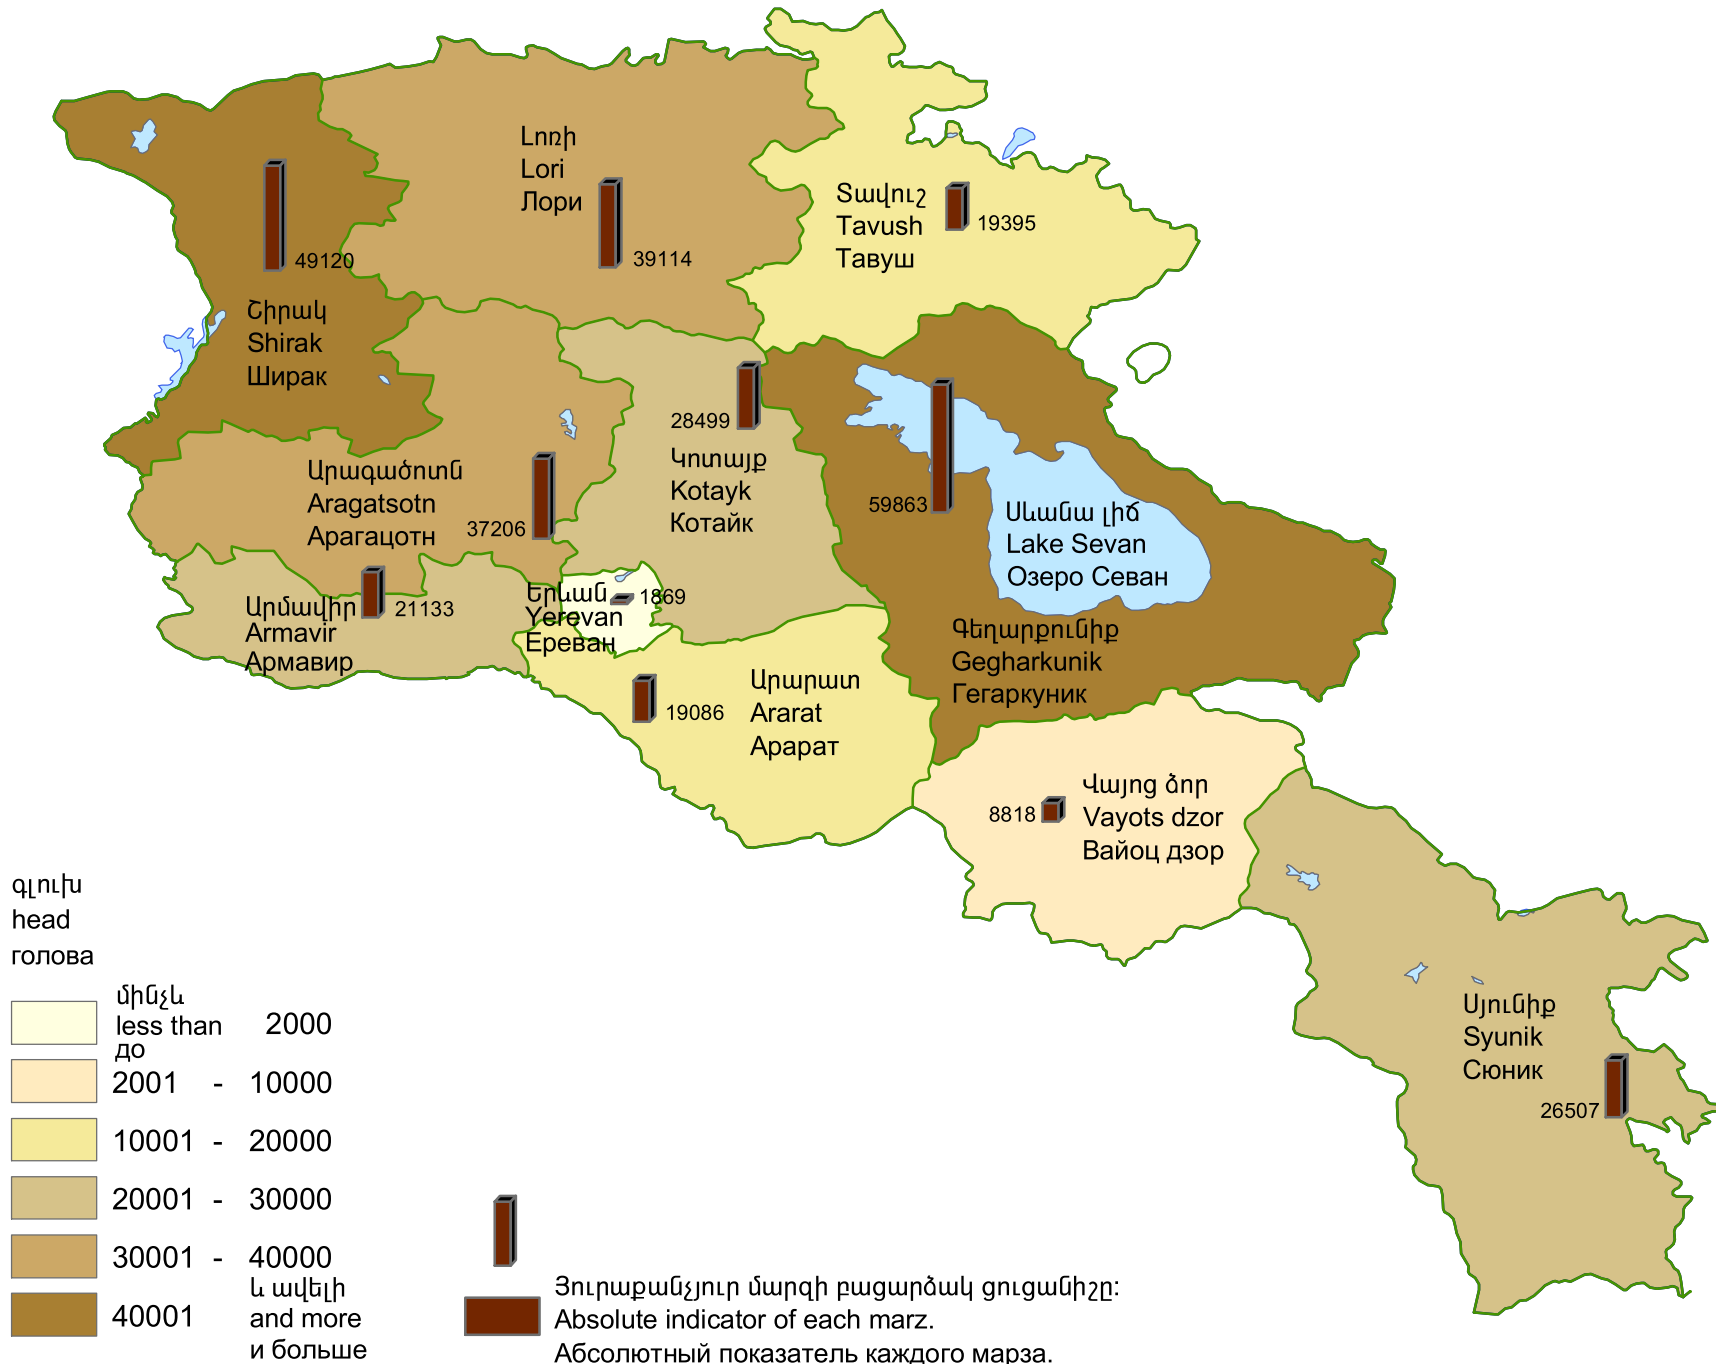 Լոռի
Lori
Лори
39114
Տավուշ
Tavush
Тавуш
19395
49120
Շիրակ
Shirak
Ширак
28499
Կոտայք
Kotayk
Котайк
Արագածոտն
Aragatsotn
Арагацотн
37206
59863
Սևանա լիճ
Lake Sevan
Озеро Севан
Գեղարքունիք
Gegharkunik
Гегаркуник
Արմավիր
Armavir
Армавир
21133
Երևան
Yerevan
Ереван
1869
19086
Արարատ
Ararat
Арарат
8818
Վայոց ձոր
Vayots dzor
Вайоц дзор
Սյունիք
Syunik
Сюник
26507
գլուխ
head
голова
մինչև
less than 2000
до
2001 - 10000
10001 - 20000
20001 - 30000
30001 - 40000
40001
և ավելի
and more
и больше
Յուրաքանչյուր մարզի բացարձակ ցուցանիշը:
Absolute indicator of each marz.
Абсолютный показатель каждого марза.